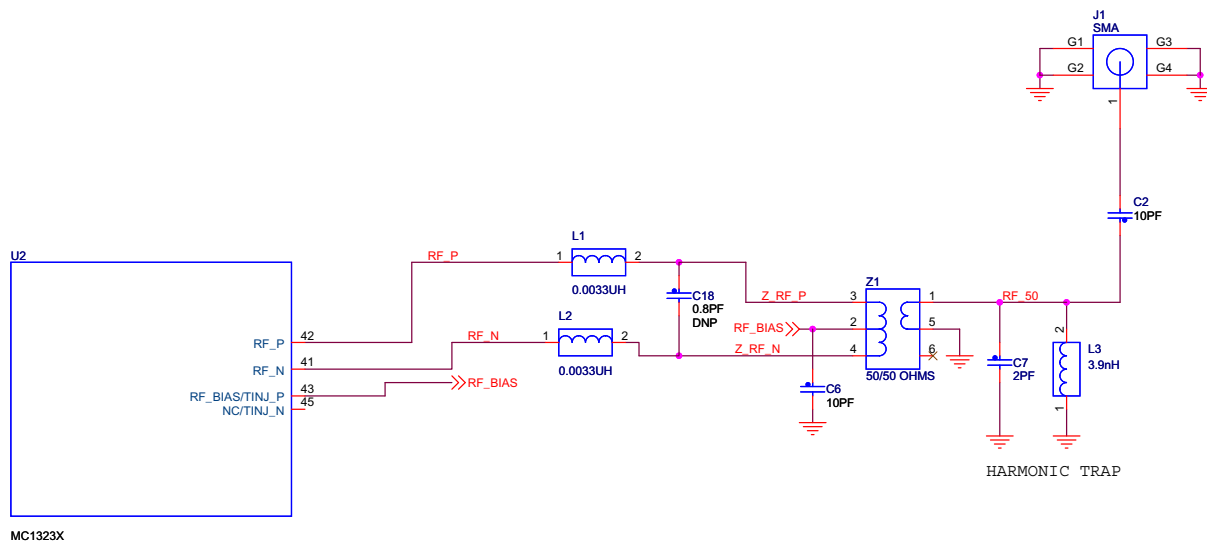 J1
SMA
G1
G3
G2
G4
1
C2
10PF
U2
L1
RF_P
1
2
0.0033UH
C18
0.8PF
DNP
Z1
Z_RF_P
3
1
RF_50
L2
RF_N
1
2
0.0033UH
RF_BIAS
2
5
Z_RF_N
4
6
50/50 OHMS
2
L3
3.9nH
1
C7
2PF
C6
10PF
RF_P
42
RF_N
41
RF_BIAS/TINJ_P
43
NC/TINJ_N
45
RF_BIAS
HARMONIC TRAP
MC1323X